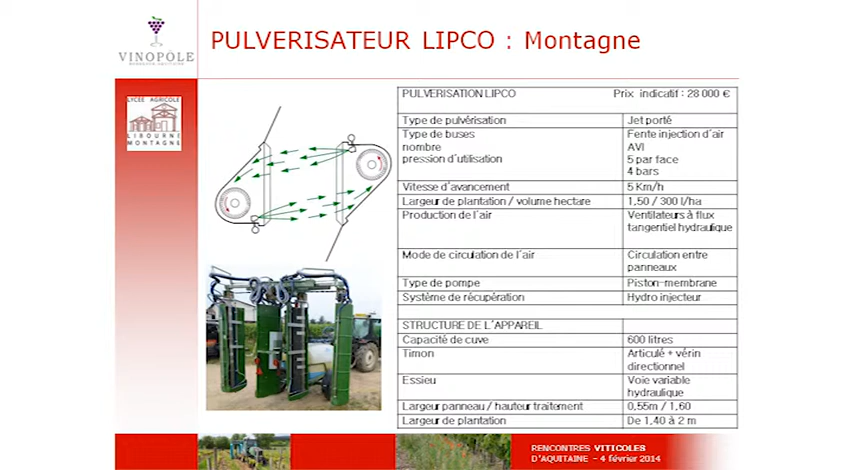 PULVERISATEUR LIPCO : Montagne
VINOPÔLE
LYCEE AGRICOLE
LIBOURNE
MONTAGNE
PULVERISATION LIPCO Prix indicatif : 28 000 €
Type de pulvérisation Jet porté
Type de buses Fente injection d'air
nombre AVI
pression d'utilisation 5 par face
4 bars
Vitesse d'avancement 5 Km/h
Largeur de plantation / volume hectare 1,50 / 300 l/ha
Production de l'air Ventilateurs à flux
tangentiel hydraulique
Mode de circulation de l'air Circulation entre
panneaux
Type de pompe Piston-membrane
Système de récupération Hydro injecteur
STRUCTURE DE L'APPAREIL
Capacité de cuve 600 litres
Timon Articulé + vérin
directionnel
Essieu Voie variable
hydraulique
Largeur panneau / hauteur traitement 0,55m / 1,60
Largeur de plantation De 1,40 à 2 m
RENCONTRES VITICOLES
D'AQUITAINE - 4 février 2014